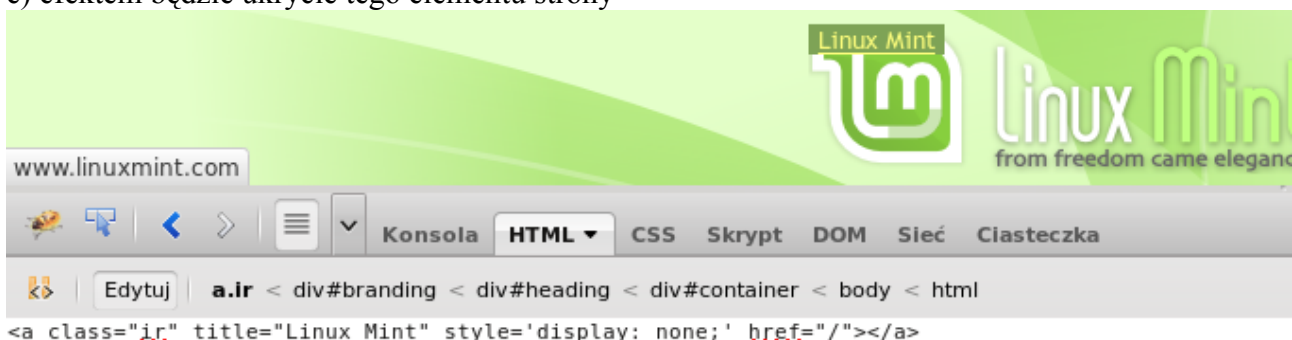 c) efektem będzie ukrycie tego elementu strony
Linux Mint
Linux Mint
from freedom came eleganc
www.linuxmint.com
Konsola HTML CSS Skrypt DOM Sieć Ciasteczka
Edytuj a.ir < div#branding < div#heading < div#container < body < html
<a class="ir" title="Linux Mint" style='display: none;' href="/"></a>